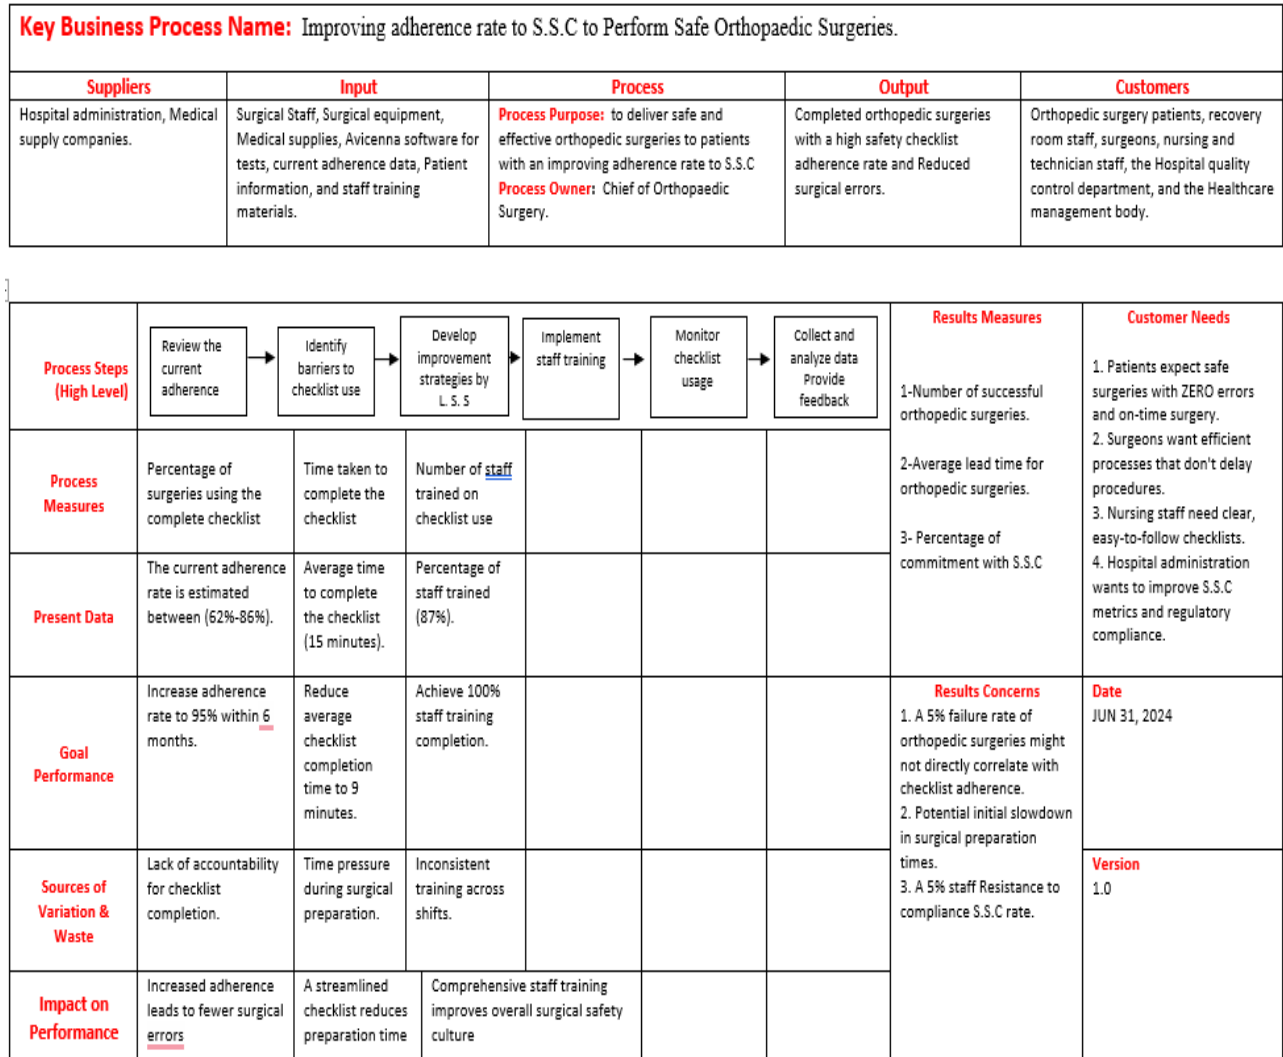 Key Business Process Name: Improving adherence rate to S.S.C to Perform Safe Orthopaedic Surgeries.
Suppliers
Input
Process
Output
Customers
Hospital administration, Medical
supply companies.
Surgical Staff, Surgical equipment,
Medical supplies, Avicenna software for
tests, current adherence data, Patient
information, and staff training
materials.
Process Purpose: to deliver safe and
effective orthopedic surgeries to patients
with an improving adherence rate to S.S.C
Process Owner: Chief of Orthopaedic
Surgery.
Completed orthopedic surgeries
with a high safety checklist
adherence rate and Reduced
surgical errors.
Orthopedic surgery patients, recovery
room staff, surgeons, nursing and
technician staff, the Hospital quality
control department, and the Healthcare
management body.
Process Steps
(High Level)
Review the
current
adherence
Identify
barriers to
checklist use
Develop
improvement
strategies by
L. S. S
Implement
staff training
Monitor
checklist
usage
Collect and
analyze data
Provide
feedback
Results Measures
1-Number of successful
orthopedic surgeries.
2-Average lead time for
orthopedic surgeries.
3- Percentage of
commitment with S.S.C
Customer Needs
1. Patients expect safe
surgeries with ZERO errors
and on-time surgery.
2. Surgeons want efficient
processes that don't delay
procedures.
3. Nursing staff need clear,
easy-to-follow checklists.
4. Hospital administration
wants to improve S.S.C
metrics and regulatory
compliance.
Process
Measures
Percentage of
surgeries using the
complete checklist
Time taken to
complete the
checklist
Number of staff
trained on
checklist use
Present Data
The current adherence
rate is estimated
between (62%-86%).
Average time
to complete
the checklist
(15 minutes).
Percentage of
staff trained
(87%).
Goal
Performance
Increase adherence
rate to 95% within 6
months.
Reduce
average
checklist
completion
time to 9
minutes.
Achieve 100%
staff training
completion.
Results Concerns
1. A 5% failure rate of
orthopedic surgeries might
not directly correlate with
checklist adherence.
2. Potential initial slowdown
in surgical preparation
times.
3. A 5% staff Resistance to
compliance S.S.C rate.
Date
JUN 31, 2024
Sources of
Variation &
Waste
Lack of accountability
for checklist
completion.
Time pressure
during surgical
preparation.
Inconsistent
training across
shifts.
Version
1.0
Impact on
Performance
Increased adherence
leads to fewer surgical
errors
A streamlined
checklist reduces
preparation time
Comprehensive staff training
improves overall surgical safety
culture